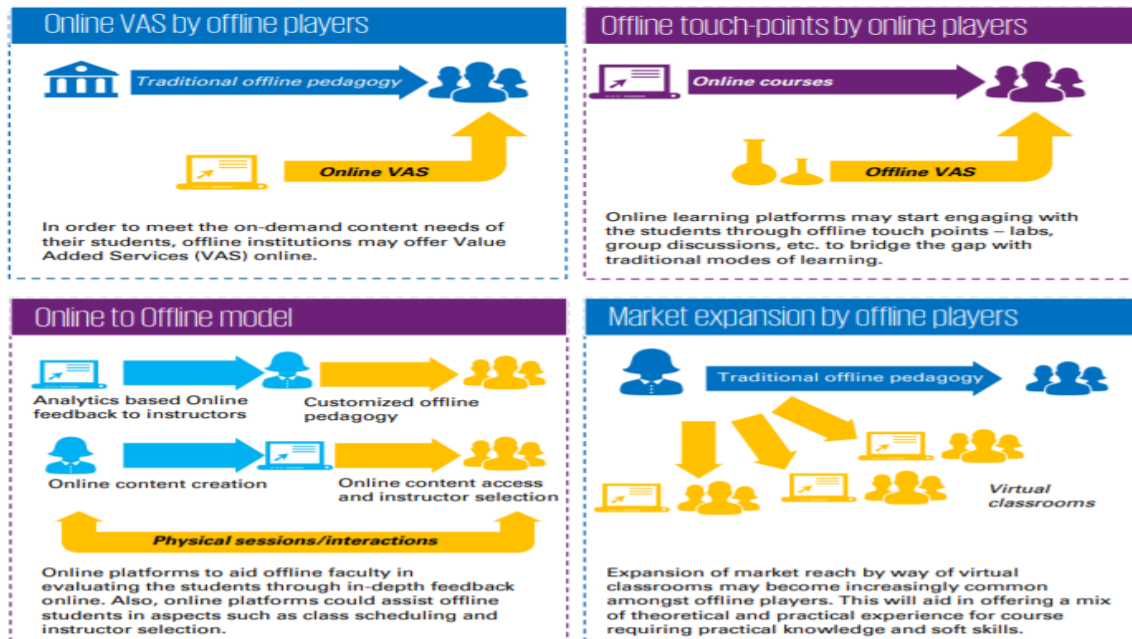 Online VAS by offline players
Traditional offline pedagogy
Online VAS
In order to meet the on-demand content needs of
their students, offline institutions may offer Value
Added Services (VAS) online.
Offline touch-points by online players
Online courses
Offline VAS
Online learning platforms may start engaging with
the students through offline touch points – labs,
group discussions, etc. to bridge the gap with
traditional modes of learning.
Online to Offline model
Analytics based Online
feedback to instructors
Customized offline
pedagogy
Online content creation
Online content access
and instructor selection
Physical sessions/interactions
Online platforms to aid offline faculty in
evaluating the students through in-depth feedback
online. Also, online platforms could assist offline
students in aspects such as class scheduling and
instructor selection.
Market expansion by offline players
Traditional offline pedagogy
Virtual
classrooms
Expansion of market reach by way of virtual
classrooms may become increasingly common
amongst offline players. This will aid in offering a mix
of theoretical and practical experience for course
requiring practical knowledge and soft skills.